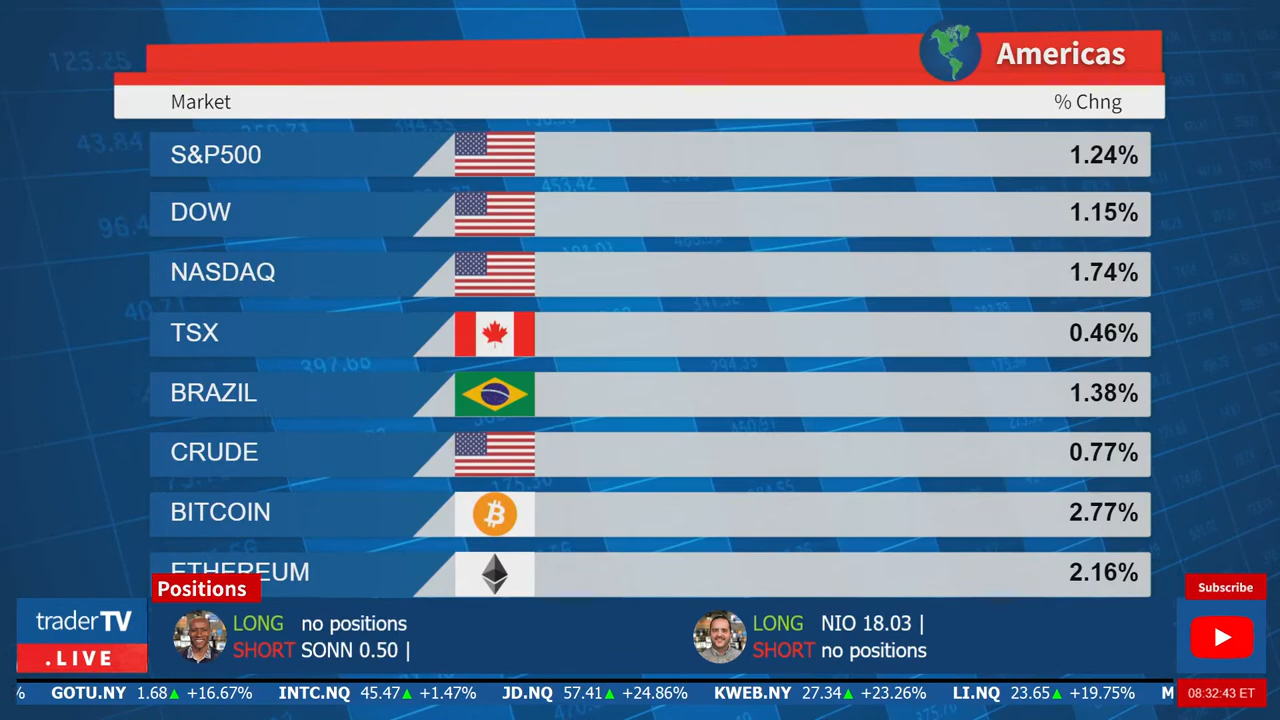 Americas
Market % Chng
S&P500 1.24%
DOW 1.15%
NASDAQ 1.74%
TSX 0.46%
BRAZIL 1.38%
CRUDE 0.77%
BITCOIN 2.77%
ETHEREUM 2.16%
Positions
Subscribe
traderTV
.LIVE
LONG no positions
SHORT SONN 0.50 |
LONG NIO 18.03 |
SHORT no positions
% GOTU.NY 1.68▲ +16.67% INTC.NQ 45.47▲ +1.47% JD.NQ 57.41▲ +24.86% KWEB.NY 27.34▲ +23.26% LI.NQ 23.65▲ +19.75% M
08:32:43 ET